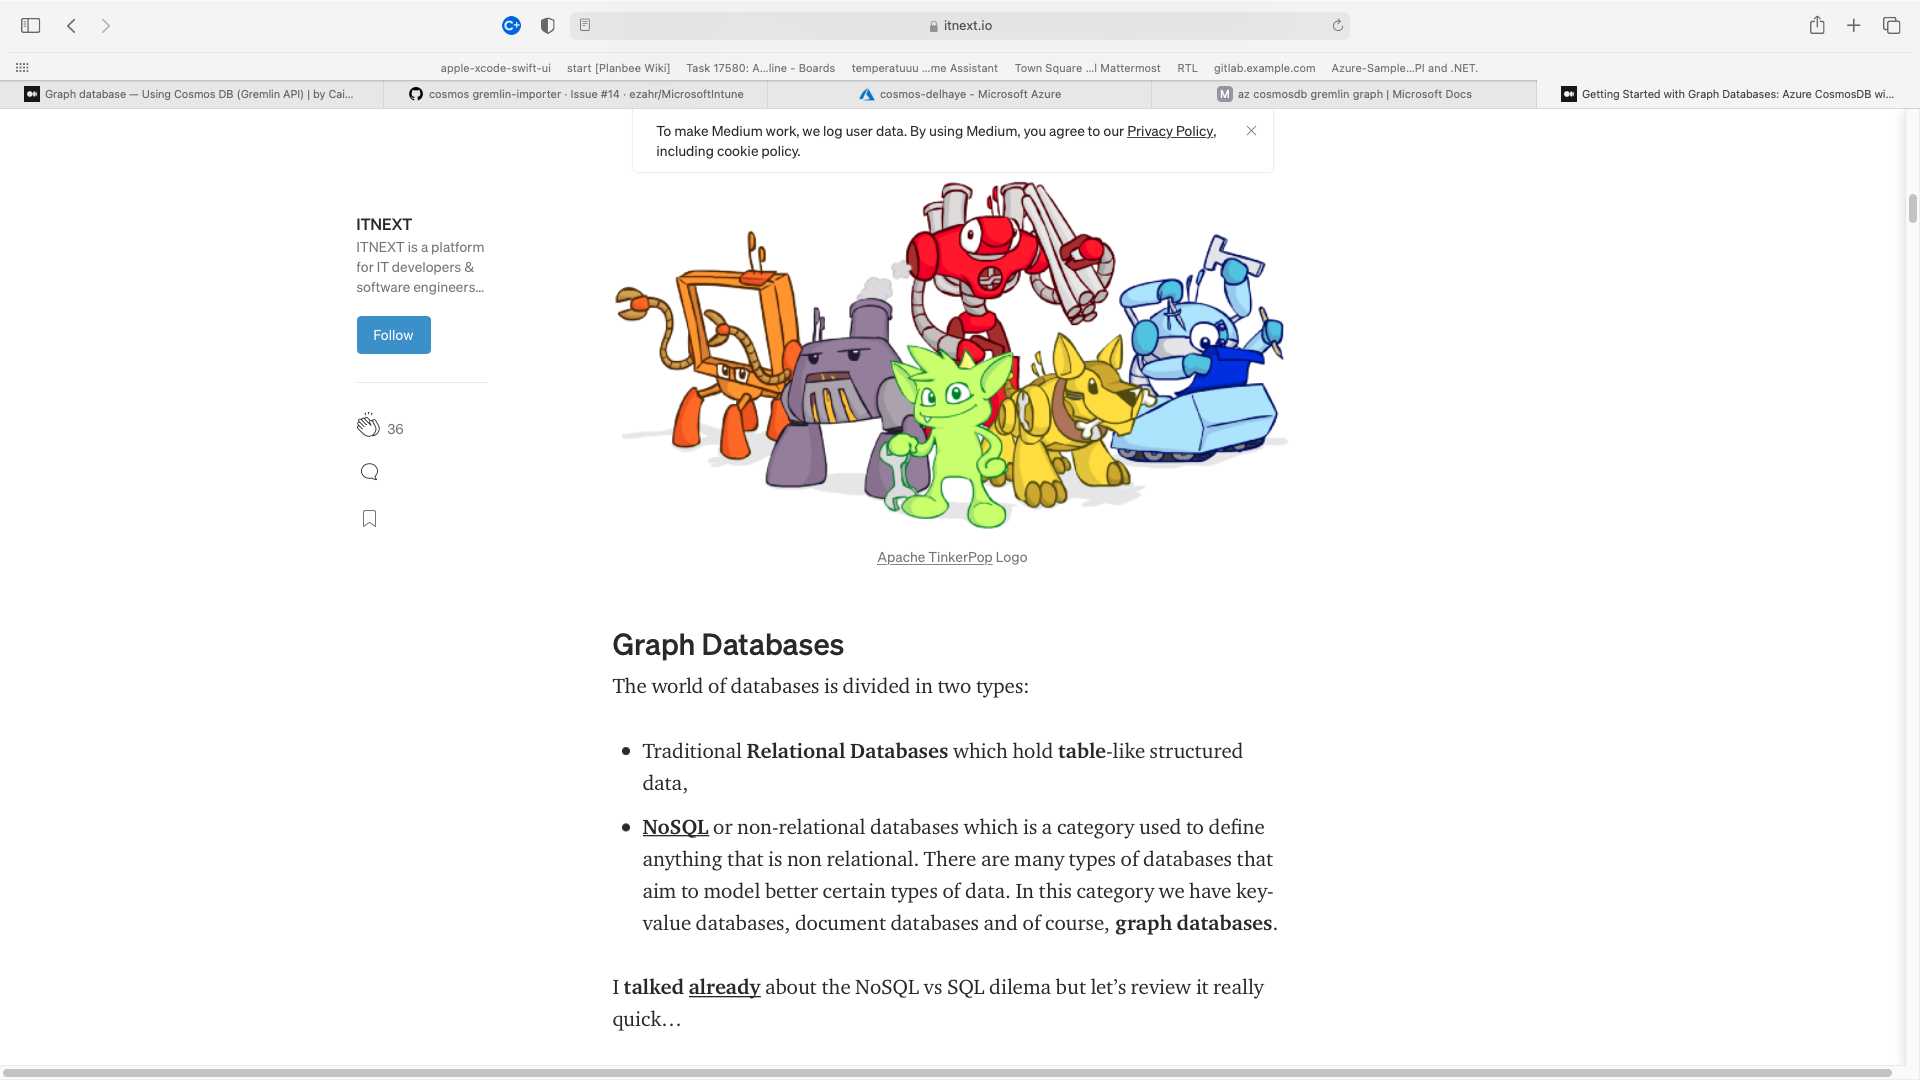 itnext.io
apple-xcode-swift-ui start [Planbee Wiki] Task 17580: A...line - Boards temperatuuu ...me Assistant Town Square ...l Mattermost RTL gitlab.example.com Azure-Sample...PI and .NET.
Graph database — Using Cosmos DB (Gremlin API) | by Cai... cosmos gremlin-importer · Issue #14 · ezahr/MicrosoftIntune cosmos-delhaye - Microsoft Azure M az cosmosdb gremlin graph | Microsoft Docs Getting Started with Graph Databases: Azure CosmosDB wi...
To make Medium work, we log user data. By using Medium, you agree to our Privacy Policy,
including cookie policy.
ITNEXT
ITNEXT is a platform
for IT developers &
software engineers...
Follow
36
Apache TinkerPop Logo
Graph Databases
The world of databases is divided in two types:
• Traditional Relational Databases which hold table-like structured
data,
• NoSQL or non-relational databases which is a category used to define
anything that is non relational. There are many types of databases that
aim to model better certain types of data. In this category we have key-
value databases, document databases and of course, graph databases.
I talked already about the NoSQL vs SQL dilema but let’s review it really
quick…